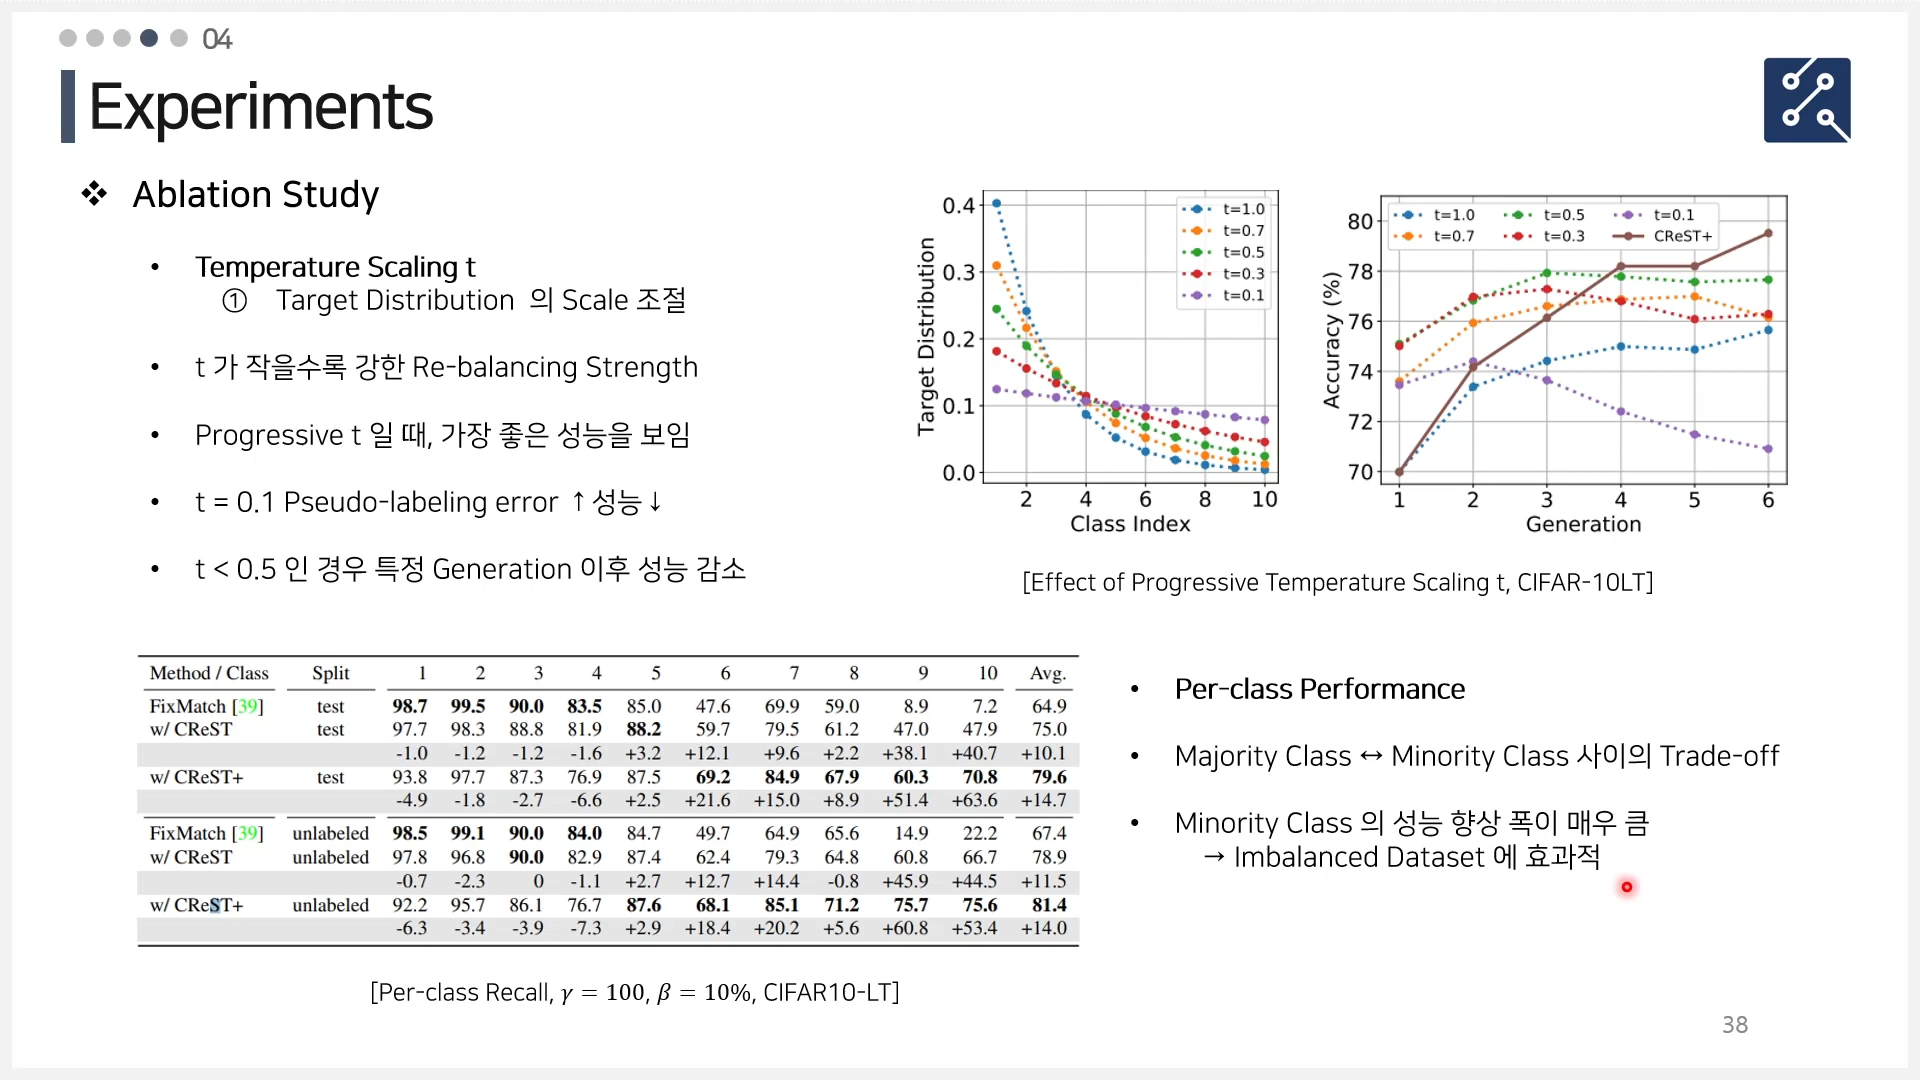 04
Experiments
❖ Ablation Study
• Temperature Scaling t
① Target Distribution 의 Scale 조절
• t 가 작을수록 강한 Re-balancing Strength
• Progressive t 일 때, 가장 좋은 성능을 보임
• t = 0.1 Pseudo-labeling error ↑성능↓
• t < 0.5 인 경우 특정 Generation 이후 성능 감소
Target Distribution
0.4
0.3
0.2
0.1
0.0
t=1.0
t=0.7
t=0.5
t=0.3
t=0.1
2 4 6 8 10
Class Index
Accuracy (%)
80
78
76
74
72
70
t=1.0 t=0.5 t=0.1
t=0.7 t=0.3 CReST+
1 2 3 4 5 6
Generation
[Effect of Progressive Temperature Scaling t, CIFAR-10LT]
Method / Class Split 1 2 3 4 5 6 7 8 9 10 Avg.
FixMatch [39] test 98.7 99.5 90.0 83.5 85.0 47.6 69.9 59.0 8.9 7.2 64.9
w/ CReST test 97.7 98.3 88.8 81.9 88.2 59.7 79.5 61.2 47.0 47.9 75.0
-1.0 -1.2 -1.2 -1.6 +3.2 +12.1 +9.6 +2.2 +38.1 +40.7 +10.1
w/ CReST+ test 93.8 97.7 87.3 76.9 87.5 69.2 84.9 67.9 60.3 70.8 79.6
-4.9 -1.8 -2.7 -6.6 +2.5 +21.6 +15.0 +8.9 +51.4 +63.6 +14.7
FixMatch [39] unlabeled 98.5 99.1 90.0 84.0 84.7 49.7 64.9 65.6 14.9 22.2 67.4
w/ CReST unlabeled 97.8 96.8 90.0 82.9 87.4 62.4 79.3 64.8 60.8 66.7 78.9
-0.7 -2.3 0 -1.1 +2.7 +12.7 +14.4 -0.8 +45.9 +44.5 +11.5
w/ CReST+ unlabeled 92.2 95.7 86.1 76.7 87.6 68.1 85.1 71.2 75.7 75.6 81.4
-6.3 -3.4 -3.9 -7.3 +2.9 +18.4 +20.2 +5.6 +60.8 +53.4 +14.0
[Per-class Recall, γ = 100, β = 10%, CIFAR10-LT]
• Per-class Performance
• Majority Class ↔ Minority Class 사이의 Trade-off
• Minority Class 의 성능 향상 폭이 매우 큼
→ Imbalanced Dataset 에 효과적
38